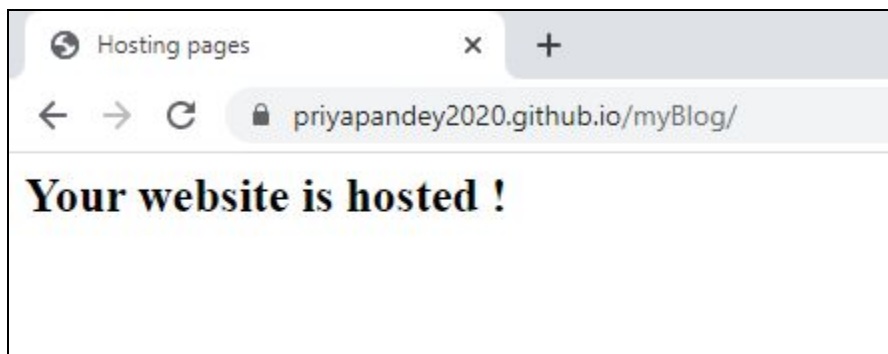 Hosting pages
priyapandey2020.github.io/myBlog/
Your website is hosted !